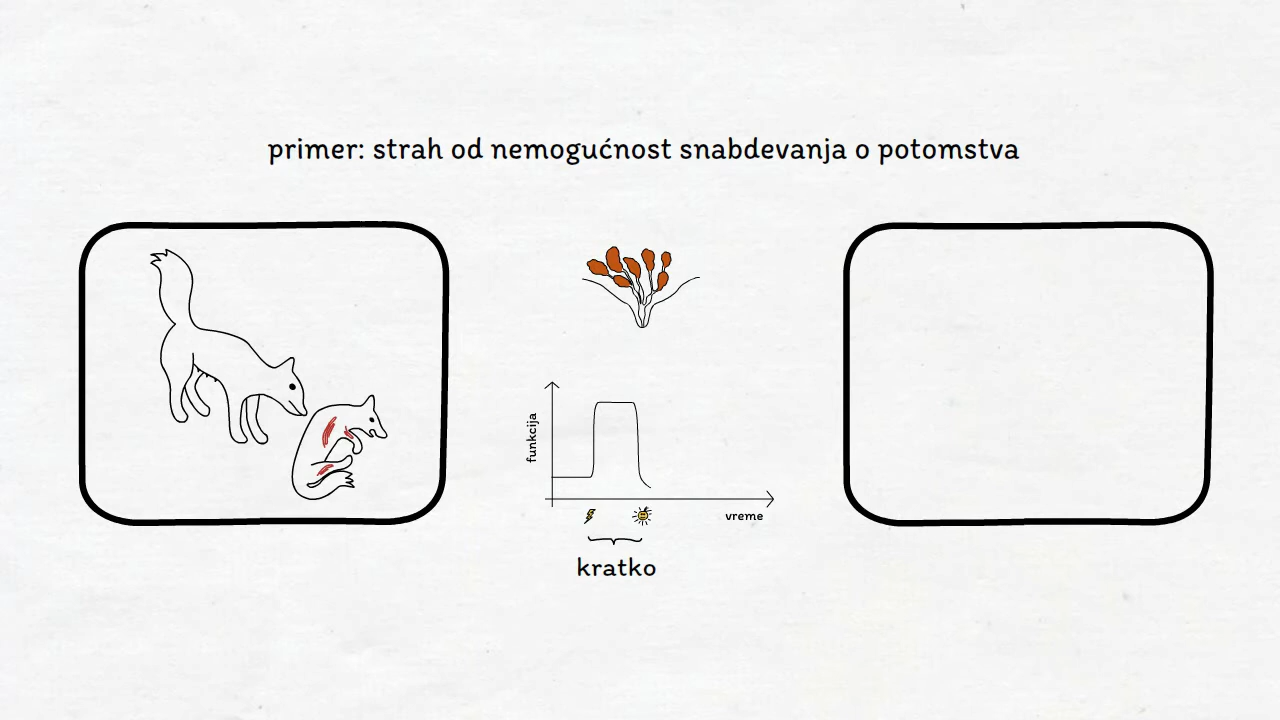 primer: strah od nemogućnost snabdevanja o potomstva
funkcija
vreme
kratko